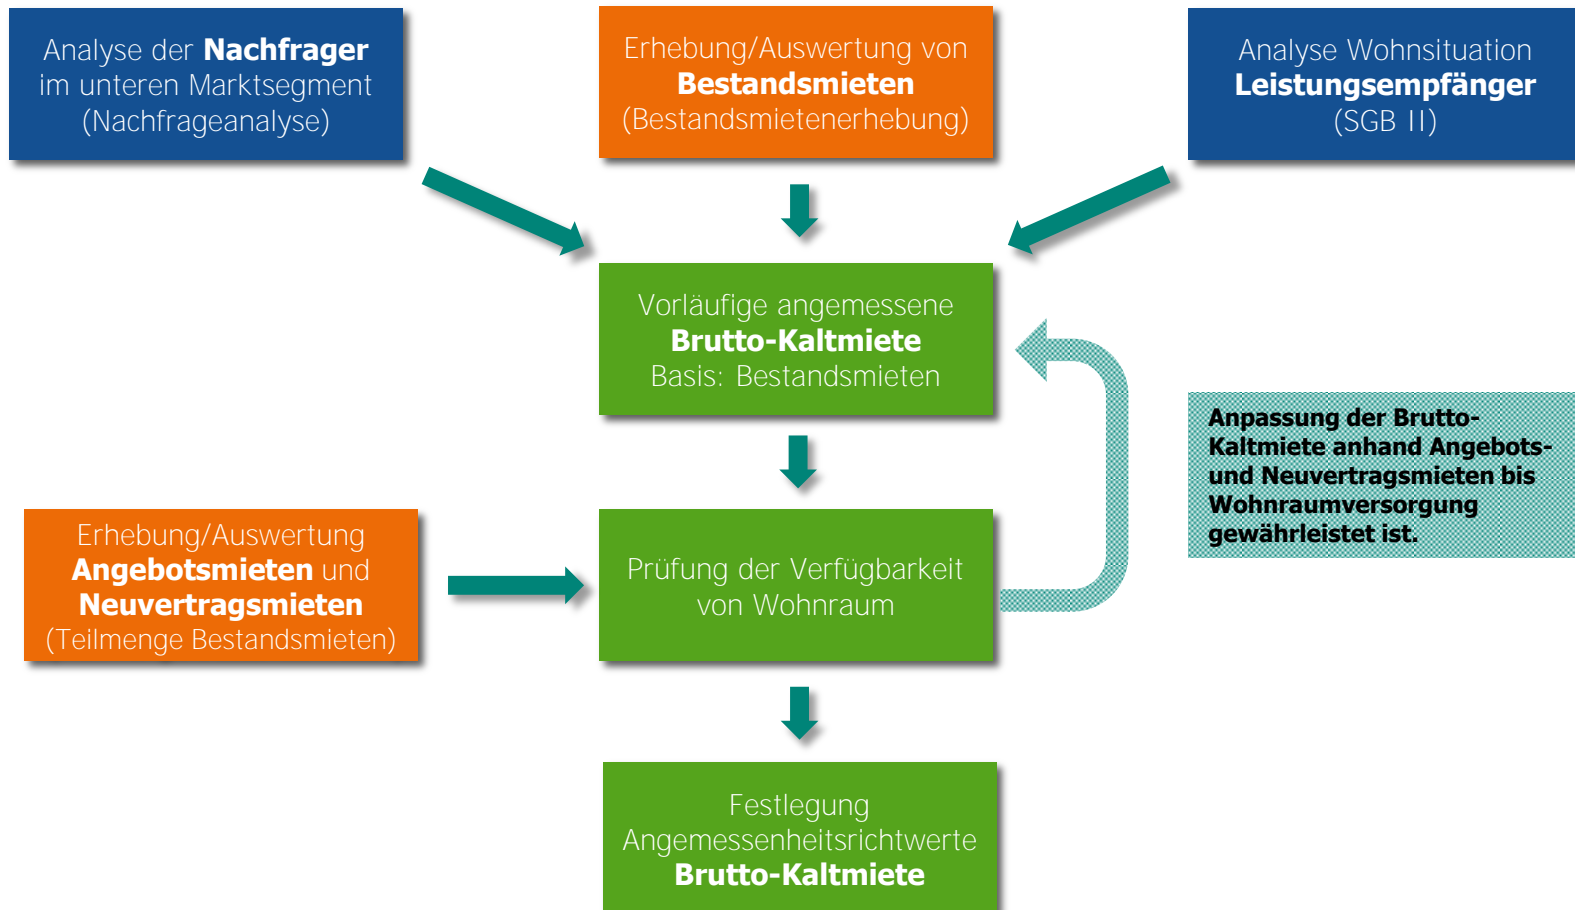 Analyse der Nachfrager
im unteren Marktsegment
(Nachfrageanalyse)
Erhebung/Auswertung von
Bestandsmieten
(Bestandsmietenerhebung)
Analyse Wohnsituation
Leistungsempfänger
(SGB II)
Vorläufige angemessene
Brutto-Kaltmiete
Basis: Bestandsmieten
Anpassung der Brutto-
Kaltmiete anhand Angebots-
und Neuvertragsmieten bis
Wohnraumversorgung
gewährleistet ist.
Erhebung/Auswertung
Angebotsmieten und
Neuvertragsmieten
(Teilmenge Bestandsmieten)
Prüfung der Verfügbarkeit
von Wohnraum
Festlegung
Angemessenheitsrichtwerte
Brutto-Kaltmiete